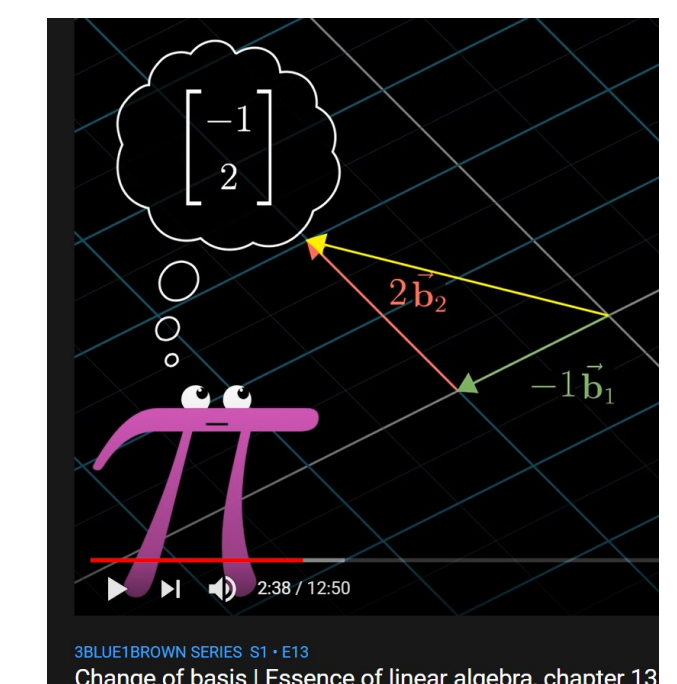 −1
2
2b⃗₂
−1b⃗₁
2:38 / 12:50
3BLUE1BROWN SERIES S1 • E13
Change of basis | Essence of linear algebra, chapter 13